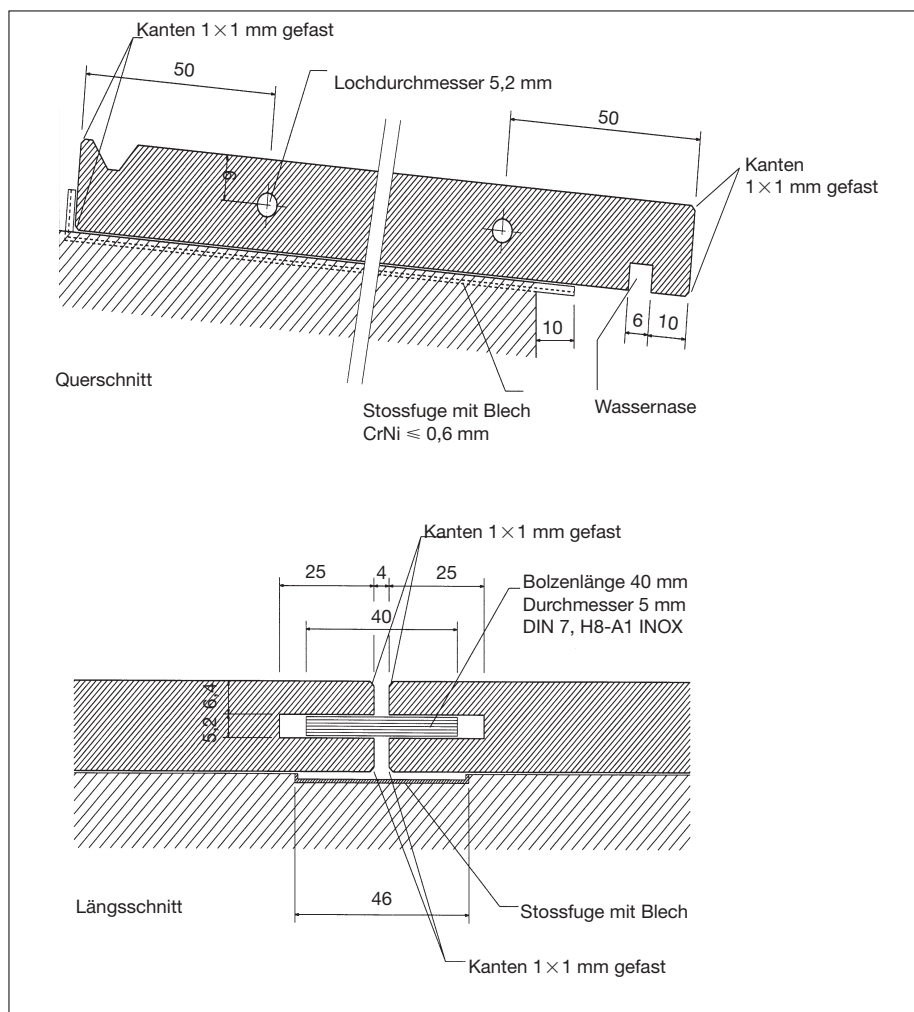 Kanten 1×1 mm gefast
50
Lochdurchmesser 5,2 mm
50
Kanten
1×1 mm gefast
9
10
6
10
Querschnitt
Stossfuge mit Blech
CrNi ≤ 0,6 mm
Wassernase
Kanten 1×1 mm gefast
25
4
25
Bolzenlänge 40 mm
Durchmesser 5 mm
DIN 7, H8-A1 INOX
40
6,4
5,2
Längsschnitt
46
Stossfuge mit Blech
Kanten 1×1 mm gefast